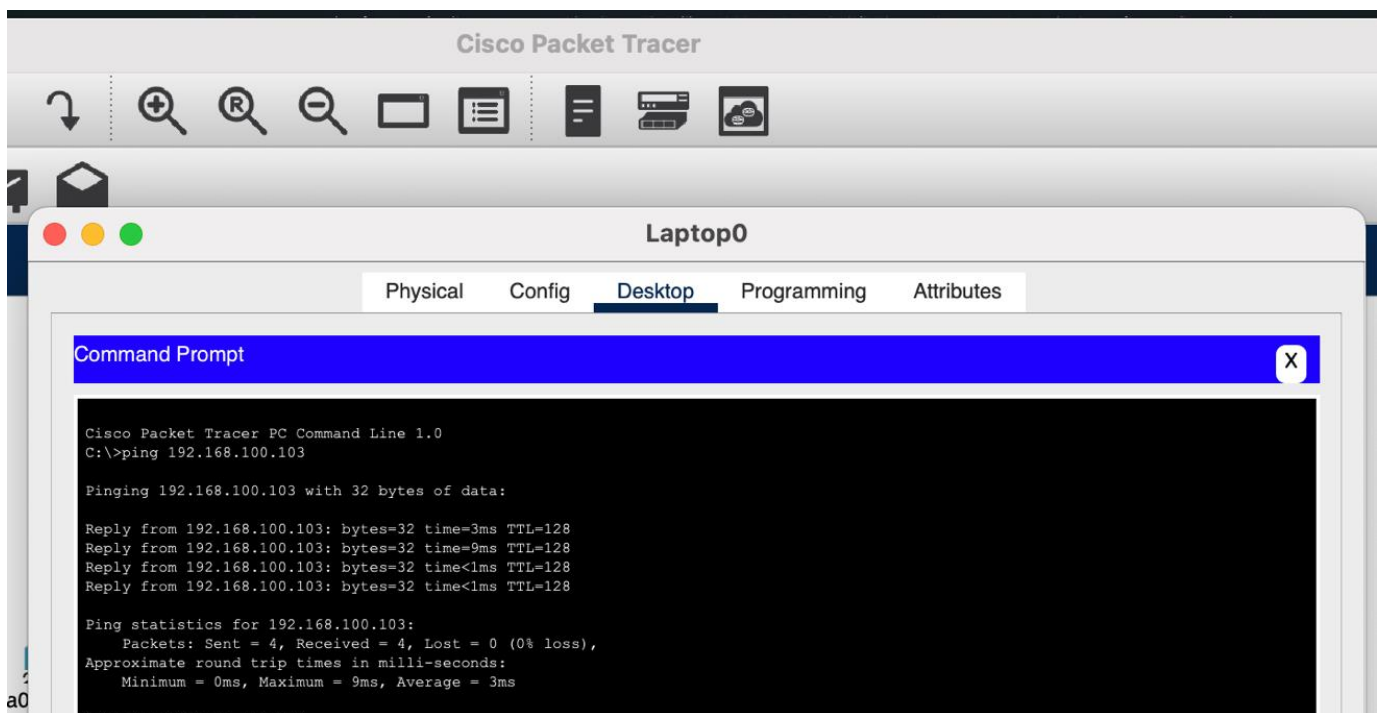 Cisco Packet Tracer
R
Laptop0
Physical Config Desktop Programming Attributes
Command Prompt
X
Cisco Packet Tracer PC Command Line 1.0
C:\>ping 192.168.100.103
Pinging 192.168.100.103 with 32 bytes of data:
Reply from 192.168.100.103: bytes=32 time=3ms TTL=128
Reply from 192.168.100.103: bytes=32 time=9ms TTL=128
Reply from 192.168.100.103: bytes=32 time<1ms TTL=128
Reply from 192.168.100.103: bytes=32 time<1ms TTL=128
Ping statistics for 192.168.100.103:
Packets: Sent = 4, Received = 4, Lost = 0 (0% loss),
Approximate round trip times in milli-seconds:
Minimum = 0ms, Maximum = 9ms, Average = 3ms
a0